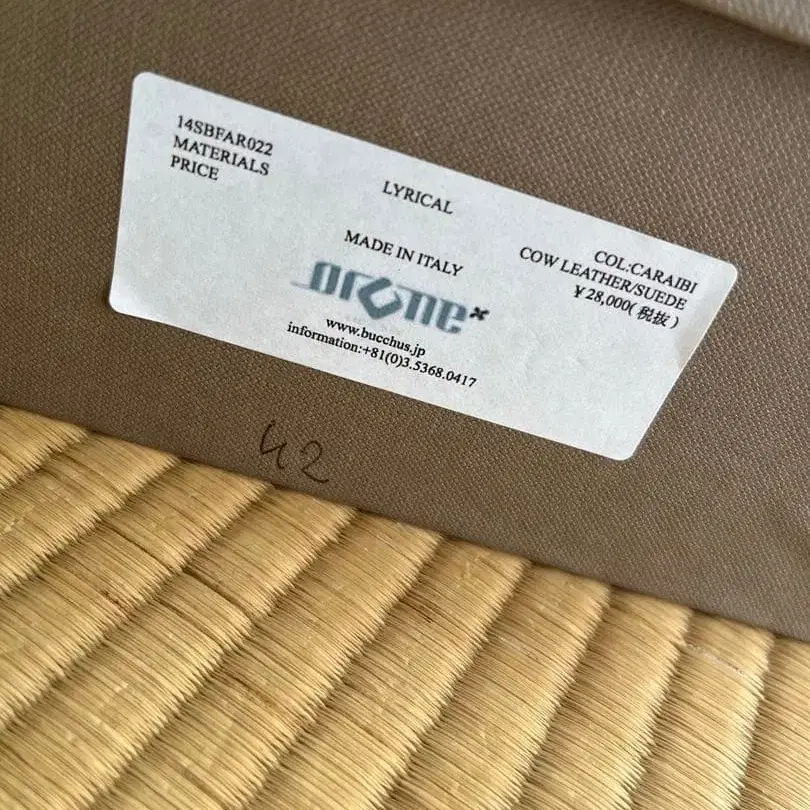 14SBFAR022
MATERIALS
PRICE
LYRICAL
COL:CARAIBI
COW LEATHER/SUEDE
¥28,000(税抜)
MADE IN ITALY
orone
www.bucchus.jp
information:+81(0)3.5368.0417
42